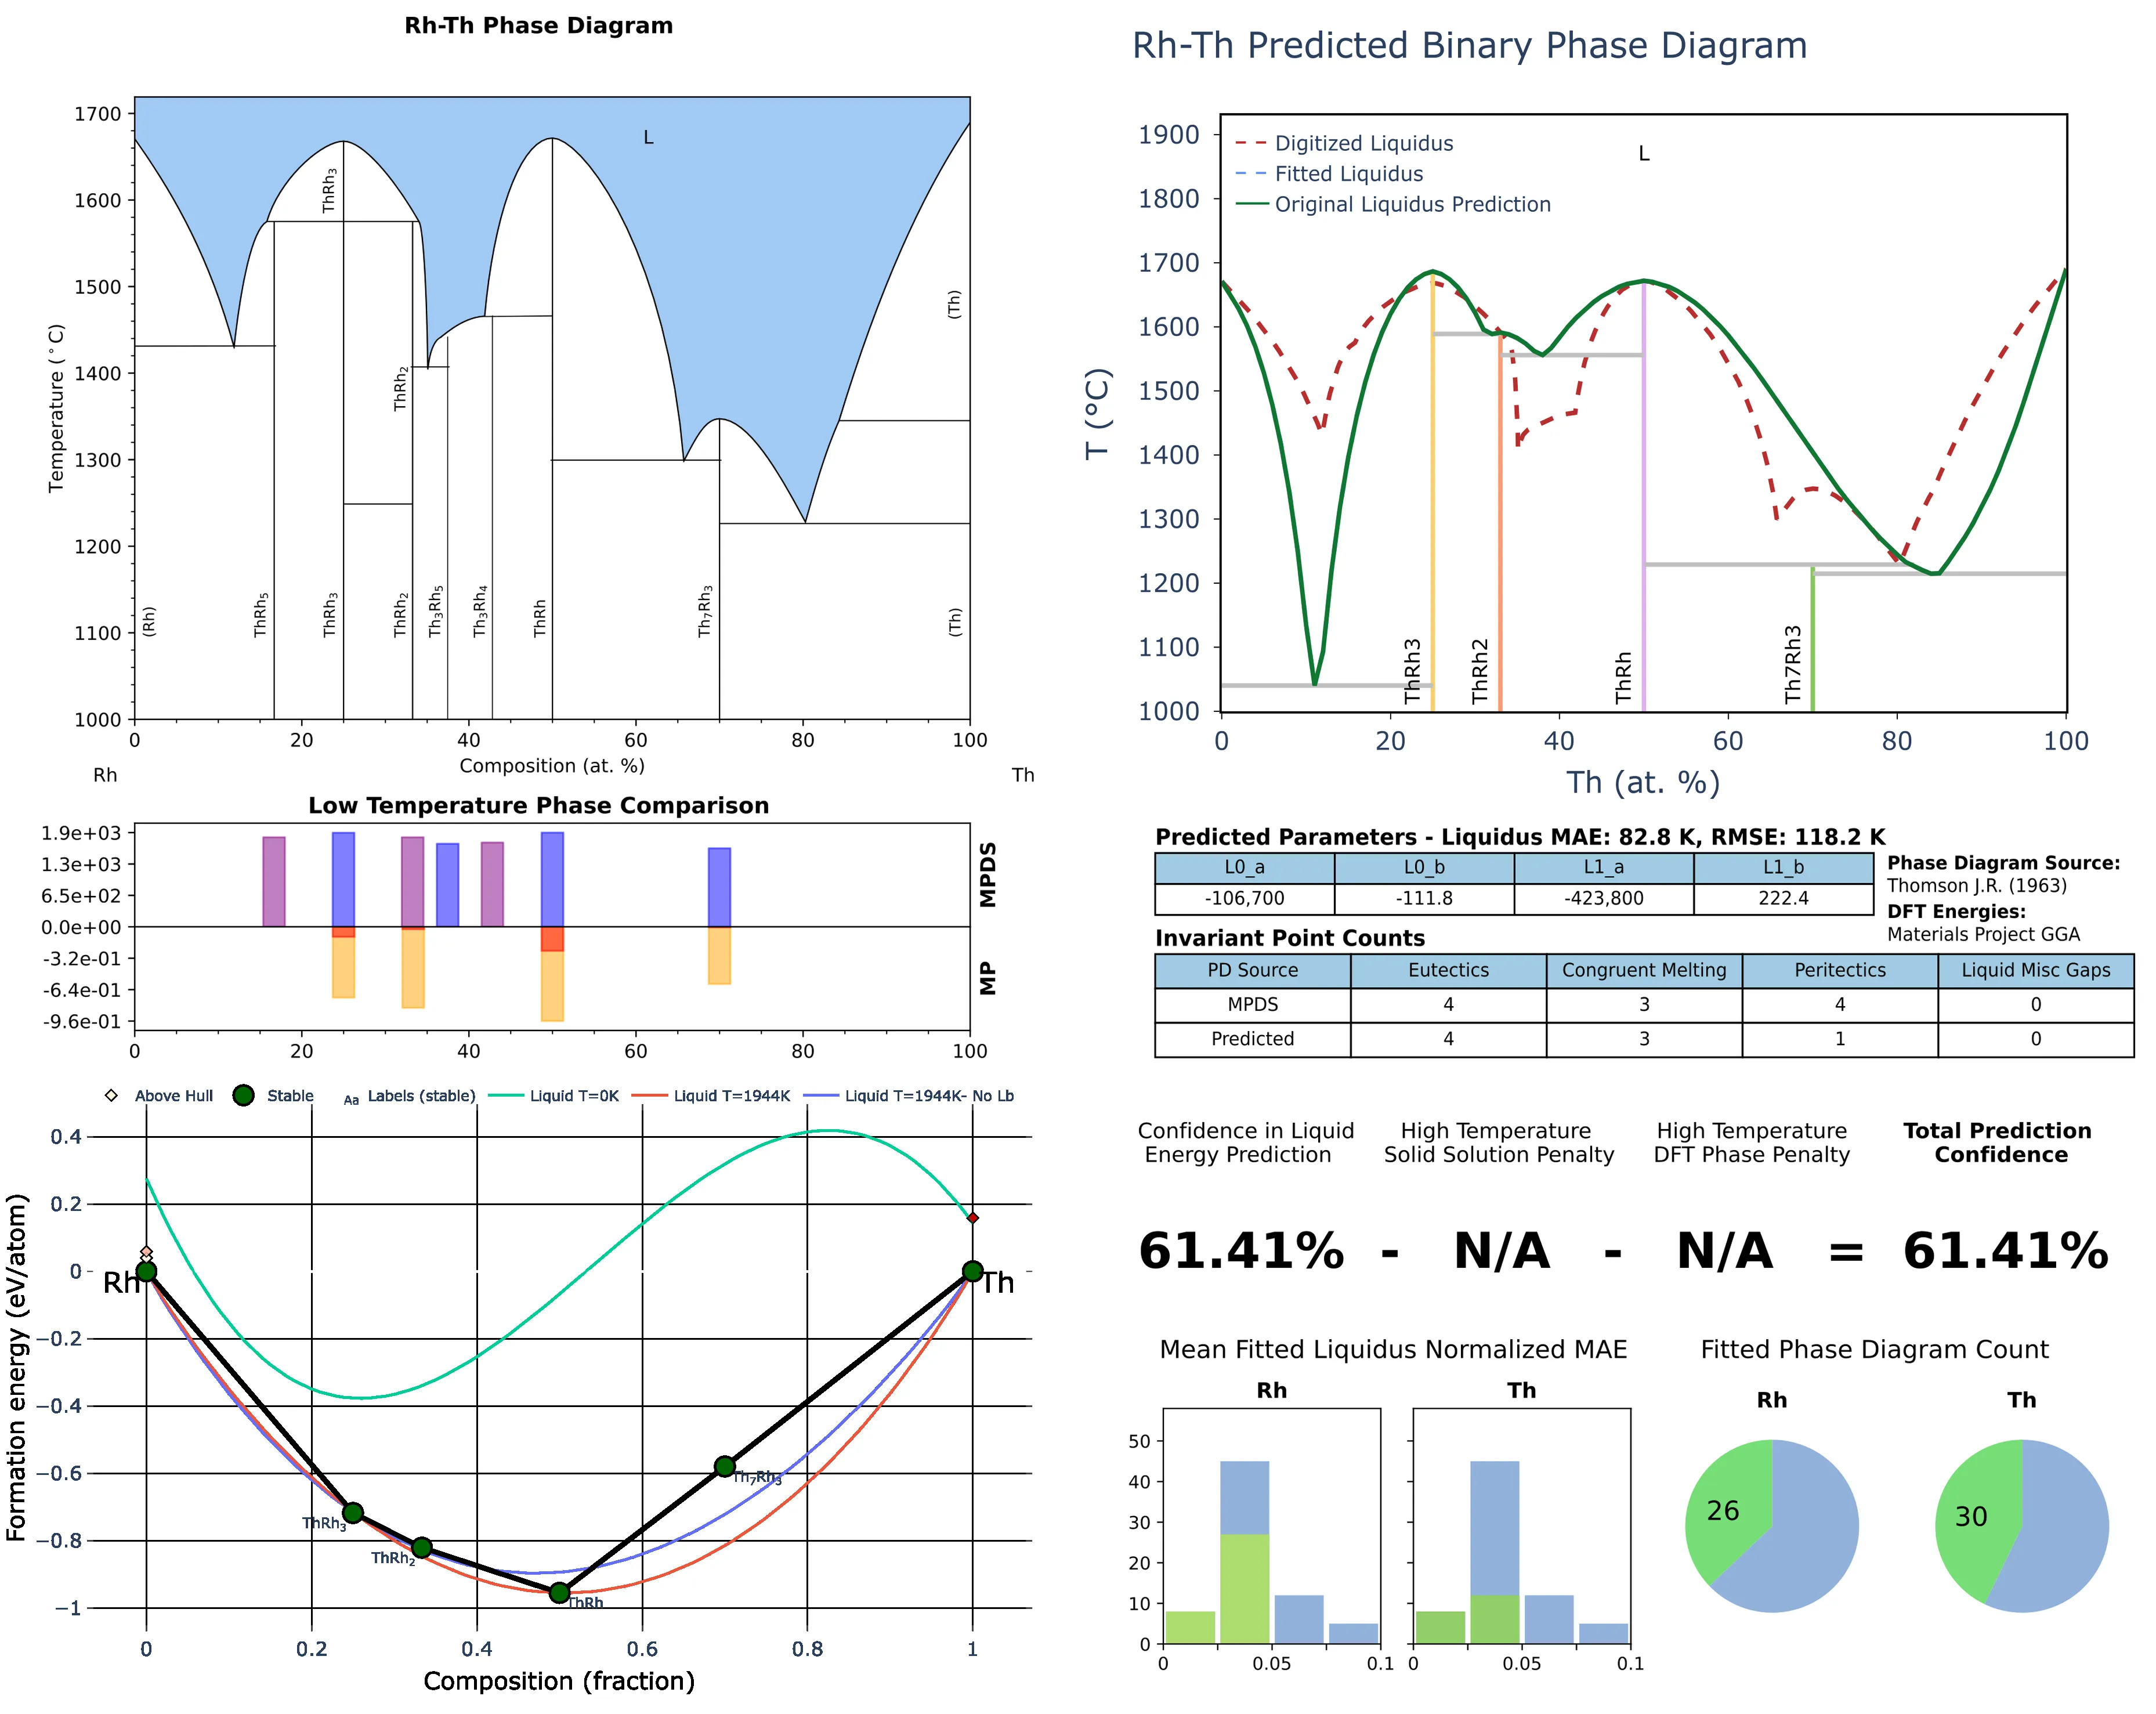 Rh-Th Phase Diagram
1700
1600
1500
1400
1300
1200
1100
1000
Temperature (°C)
L
ThRh3
ThRh2
(Th)
(Rh)
ThRh5
ThRh3
ThRh2
Th3Rh5
Th3Rh4
ThRh
Th7Rh3
(Th)
0 20 40 60 80 100
Composition (at. %)
Rh Th
Low Temperature Phase Comparison
1.9e+03
1.3e+03
6.5e+02
0.0e+00
-3.2e-01
-6.4e-01
-9.6e-01
MPDS
MP
0 20 40 60 80 100
Above Hull Stable Aa Labels (stable) Liquid T=0K Liquid T=1944K Liquid T=1944K- No Lb
0.4
0.2
0
−0.2
−0.4
−0.6
−0.8
−1
Formation energy (eV/atom)
Rh
Th
ThRh3
ThRh2
ThRh
Th7Rh3
0 0.2 0.4 0.6 0.8 1
Composition (fraction)
Rh-Th Predicted Binary Phase Diagram
1900
1800
1700
1600
1500
1400
1300
1200
1100
1000
T (°C)
Digitized Liquidus
Fitted Liquidus
Original Liquidus Prediction
L
ThRh3
ThRh2
ThRh
Th7Rh3
0 20 40 60 80 100
Th (at. %)
Predicted Parameters - Liquidus MAE: 82.8 K, RMSE: 118.2 K
L0_a L0_b L1_a L1_b
-106,700 -111.8 -423,800 222.4
Phase Diagram Source:
Thomson J.R. (1963)
DFT Energies:
Materials Project GGA
Invariant Point Counts
PD Source Eutectics Congruent Melting Peritectics Liquid Misc Gaps
MPDS 4 3 4 0
Predicted 4 3 1 0
Confidence in Liquid High Temperature High Temperature Total Prediction
Energy Prediction Solid Solution Penalty DFT Phase Penalty Confidence
61.41% - N/A - N/A = 61.41%
Mean Fitted Liquidus Normalized MAE
Rh Th
50
40
30
20
10
0
0 0.05 0.1 0 0.05 0.1
Fitted Phase Diagram Count
Rh Th
26 30